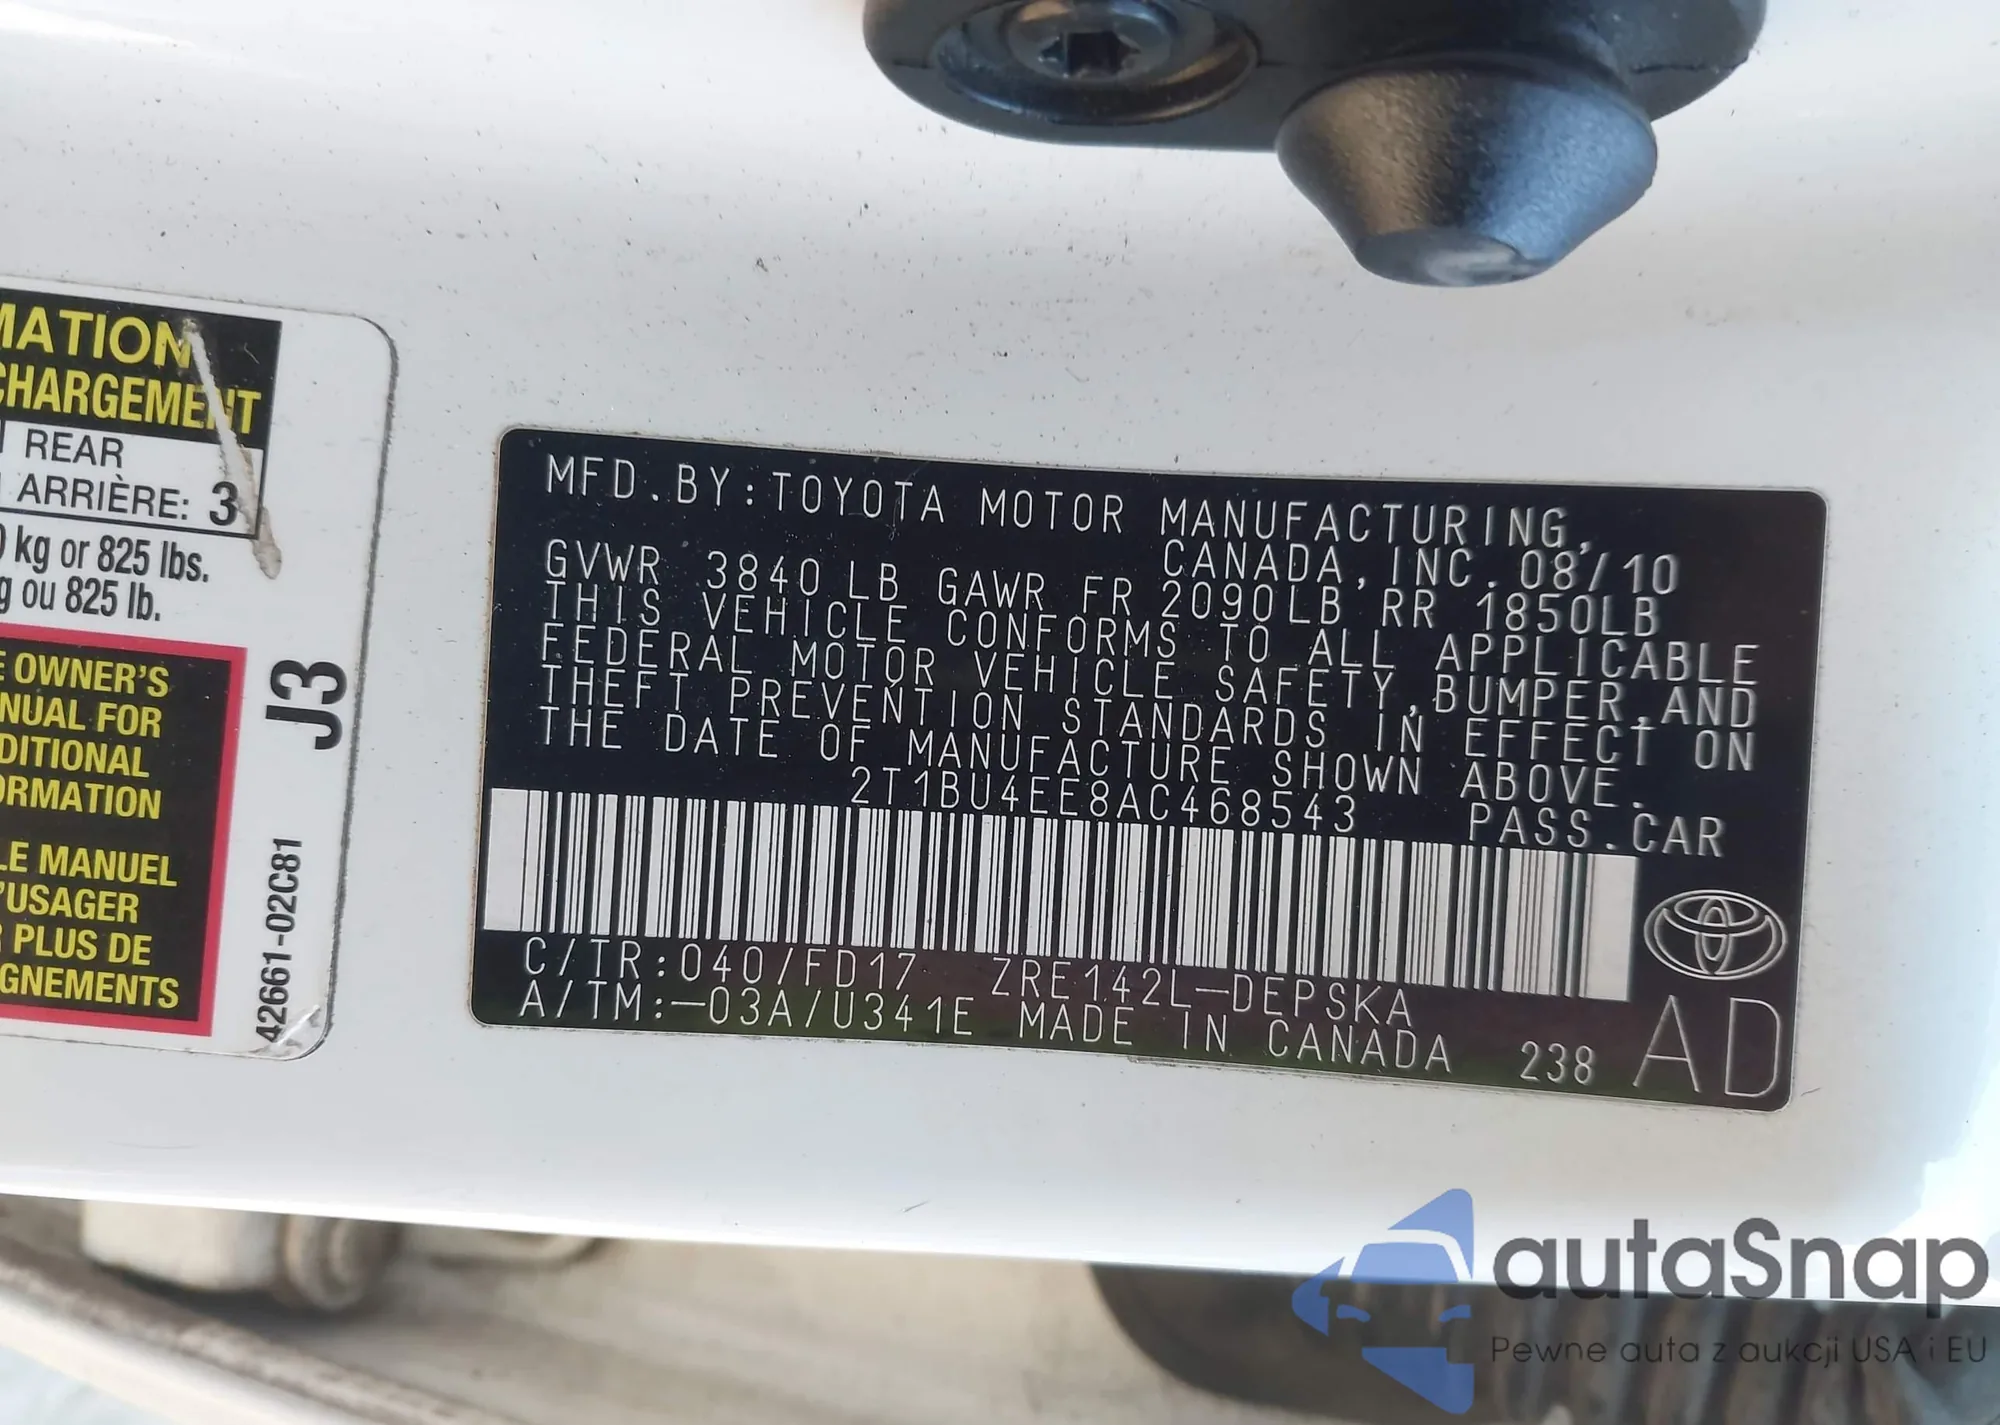 MATION
CHARGEMENT
REAR
ARRIÈRE: 3
kg or 825 lbs.
ou 825 lb.
OWNER'S
NUAL FOR
DITIONAL
ORMATION
LE MANUEL
'USAGER
PLUS DE
GNEMENTS
J3
42661-02C81
MFD.BY:TOYOTA MOTOR MANUFACTURING,
CANADA,INC. 08/10
GVWR 3840LB GAWR FR 2090LB RR 1850LB
THIS VEHICLE CONFORMS TO ALL APPLICABLE
FEDERAL MOTOR VEHICLE SAFETY,BUMPER,AND
THEFT PREVENTION STANDARDS IN EFFECT ON
THE DATE OF MANUFACTURE SHOWN ABOVE.
2T1BU4EE8AC468543 PASS.CAR
C/TR:040/FD17 ZRE142L-DEPSKA
A/TM:-03A/U341E MADE IN CANADA 238
AD
autaSnap
Pewne auta z aukcji USA i EU